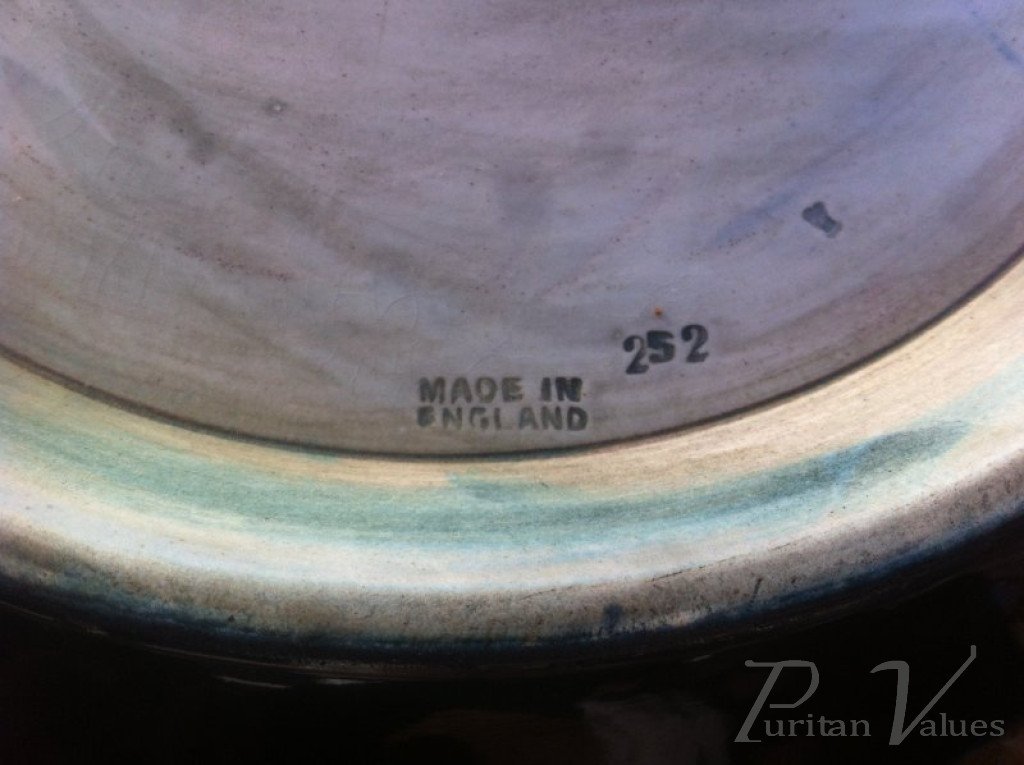 252
MADE IN
ENGLAND
Puritan Values